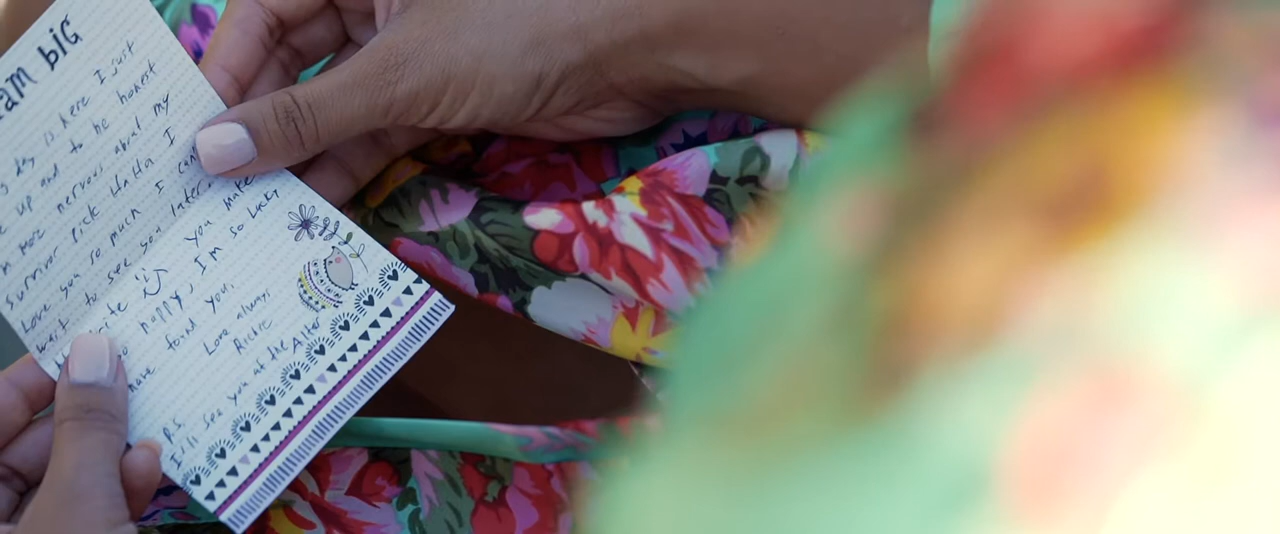 am big
day is here I just
up and to be honest
more nervous about my
survivor pick HaHa I
Love you so much I can
wait to see you later
you make
happy, I'm so lucky
found you.
have
Love always
Richie
P.S.
I'll see you at the Alter